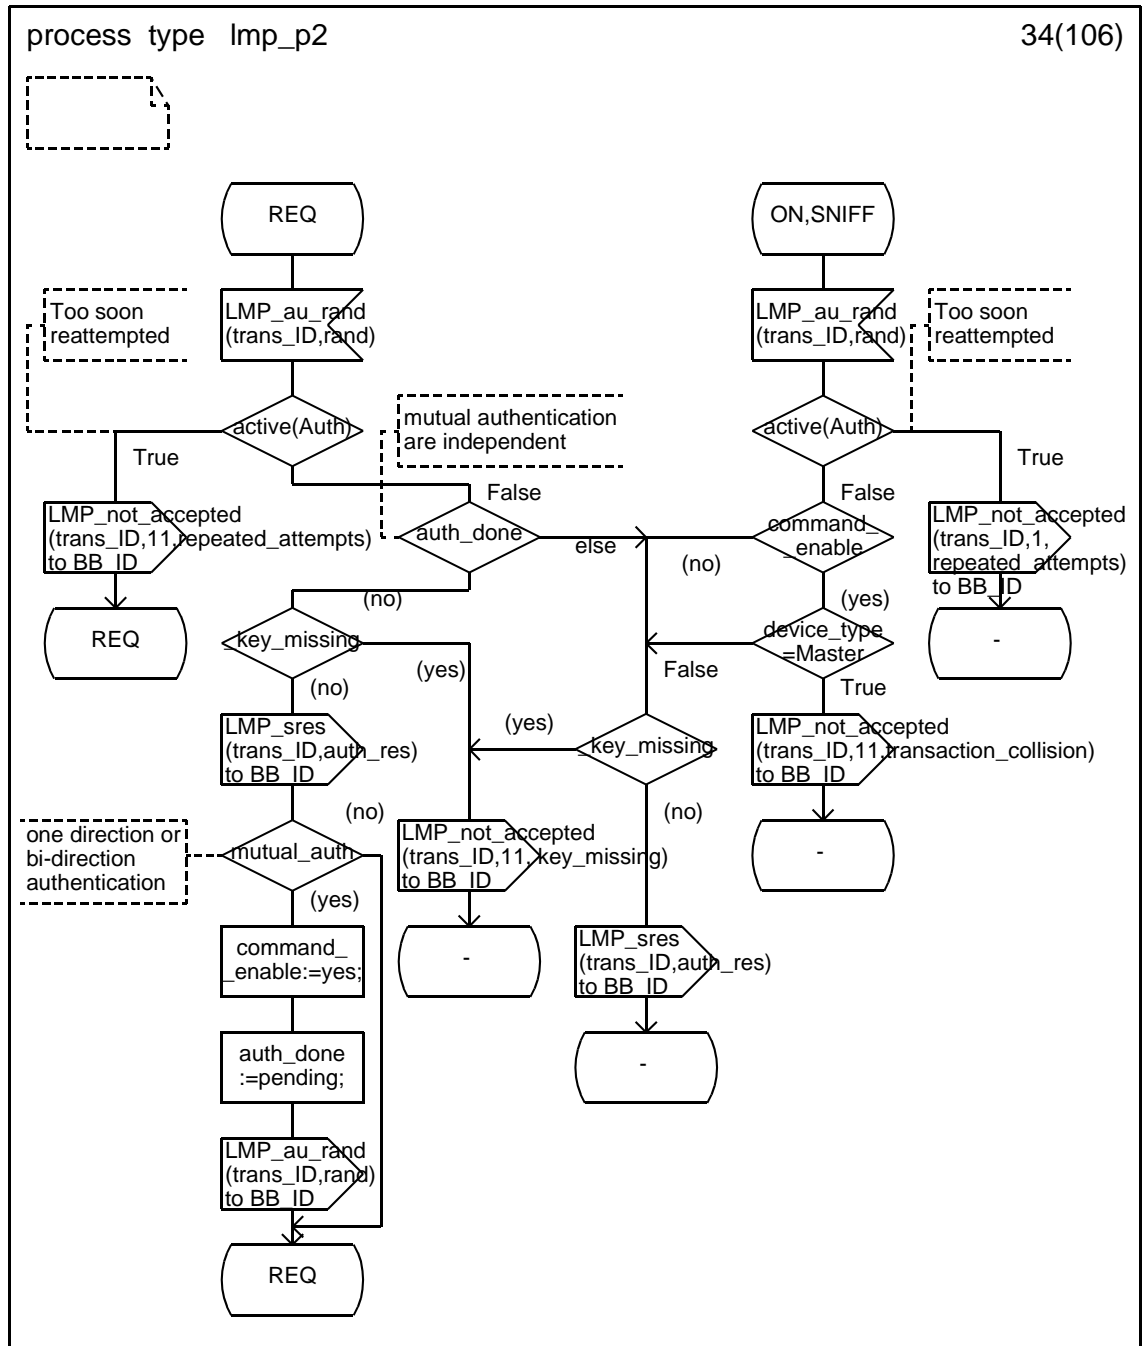 process type lmp_p2
34(106)
REQ
ON,SNIFF
Too soon
reattempted
LMP_au_rand
(trans_ID,rand)
LMP_au_rand
(trans_ID,rand)
Too soon
reattempted
active(Auth)
mutual authentication
are independent
active(Auth)
True
False
False
True
LMP_not_accepted
(trans_ID,11,repeated_attempts)
to BB_ID
auth_done
else
command_
_enable
(no)
LMP_not_accepted
(trans_ID,1,
repeated_attempts)
to BB_ID
(no)
(yes)
REQ
_key_missing
(yes)
device_type
=Master
False
-
(no)
True
LMP_sres
(trans_ID,auth_res)
to BB_ID
(yes)
_key_missing
LMP_not_accepted
(trans_ID,11,transaction_collision)
to BB_ID
(no)
(no)
one direction or
bi-direction
authentication
mutual_auth
LMP_not_accepted
(trans_ID,11, key_missing)
to BB_ID
-
(yes)
command_
_enable:=yes;
-
LMP_sres
(trans_ID,auth_res)
to BB_ID
auth_done
:=pending;
-
LMP_au_rand
(trans_ID,rand)
to BB_ID
REQ